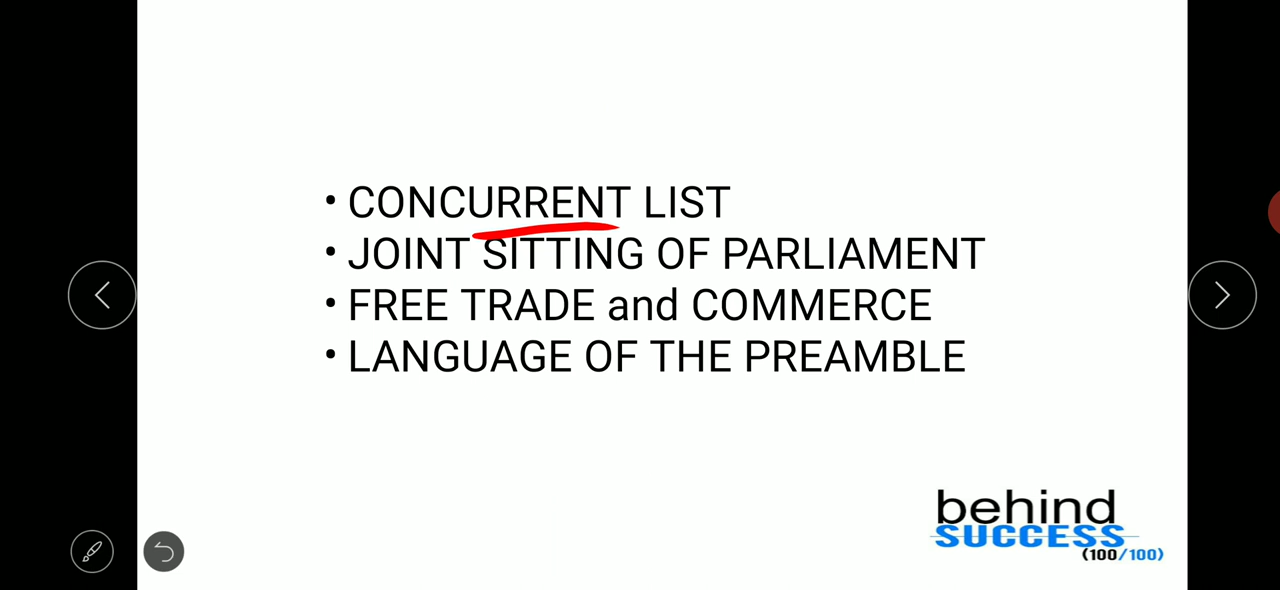 • CONCURRENT LIST
• JOINT SITTING OF PARLIAMENT
• FREE TRADE and COMMERCE
• LANGUAGE OF THE PREAMBLE
behind
SUCCESS
(100/100)